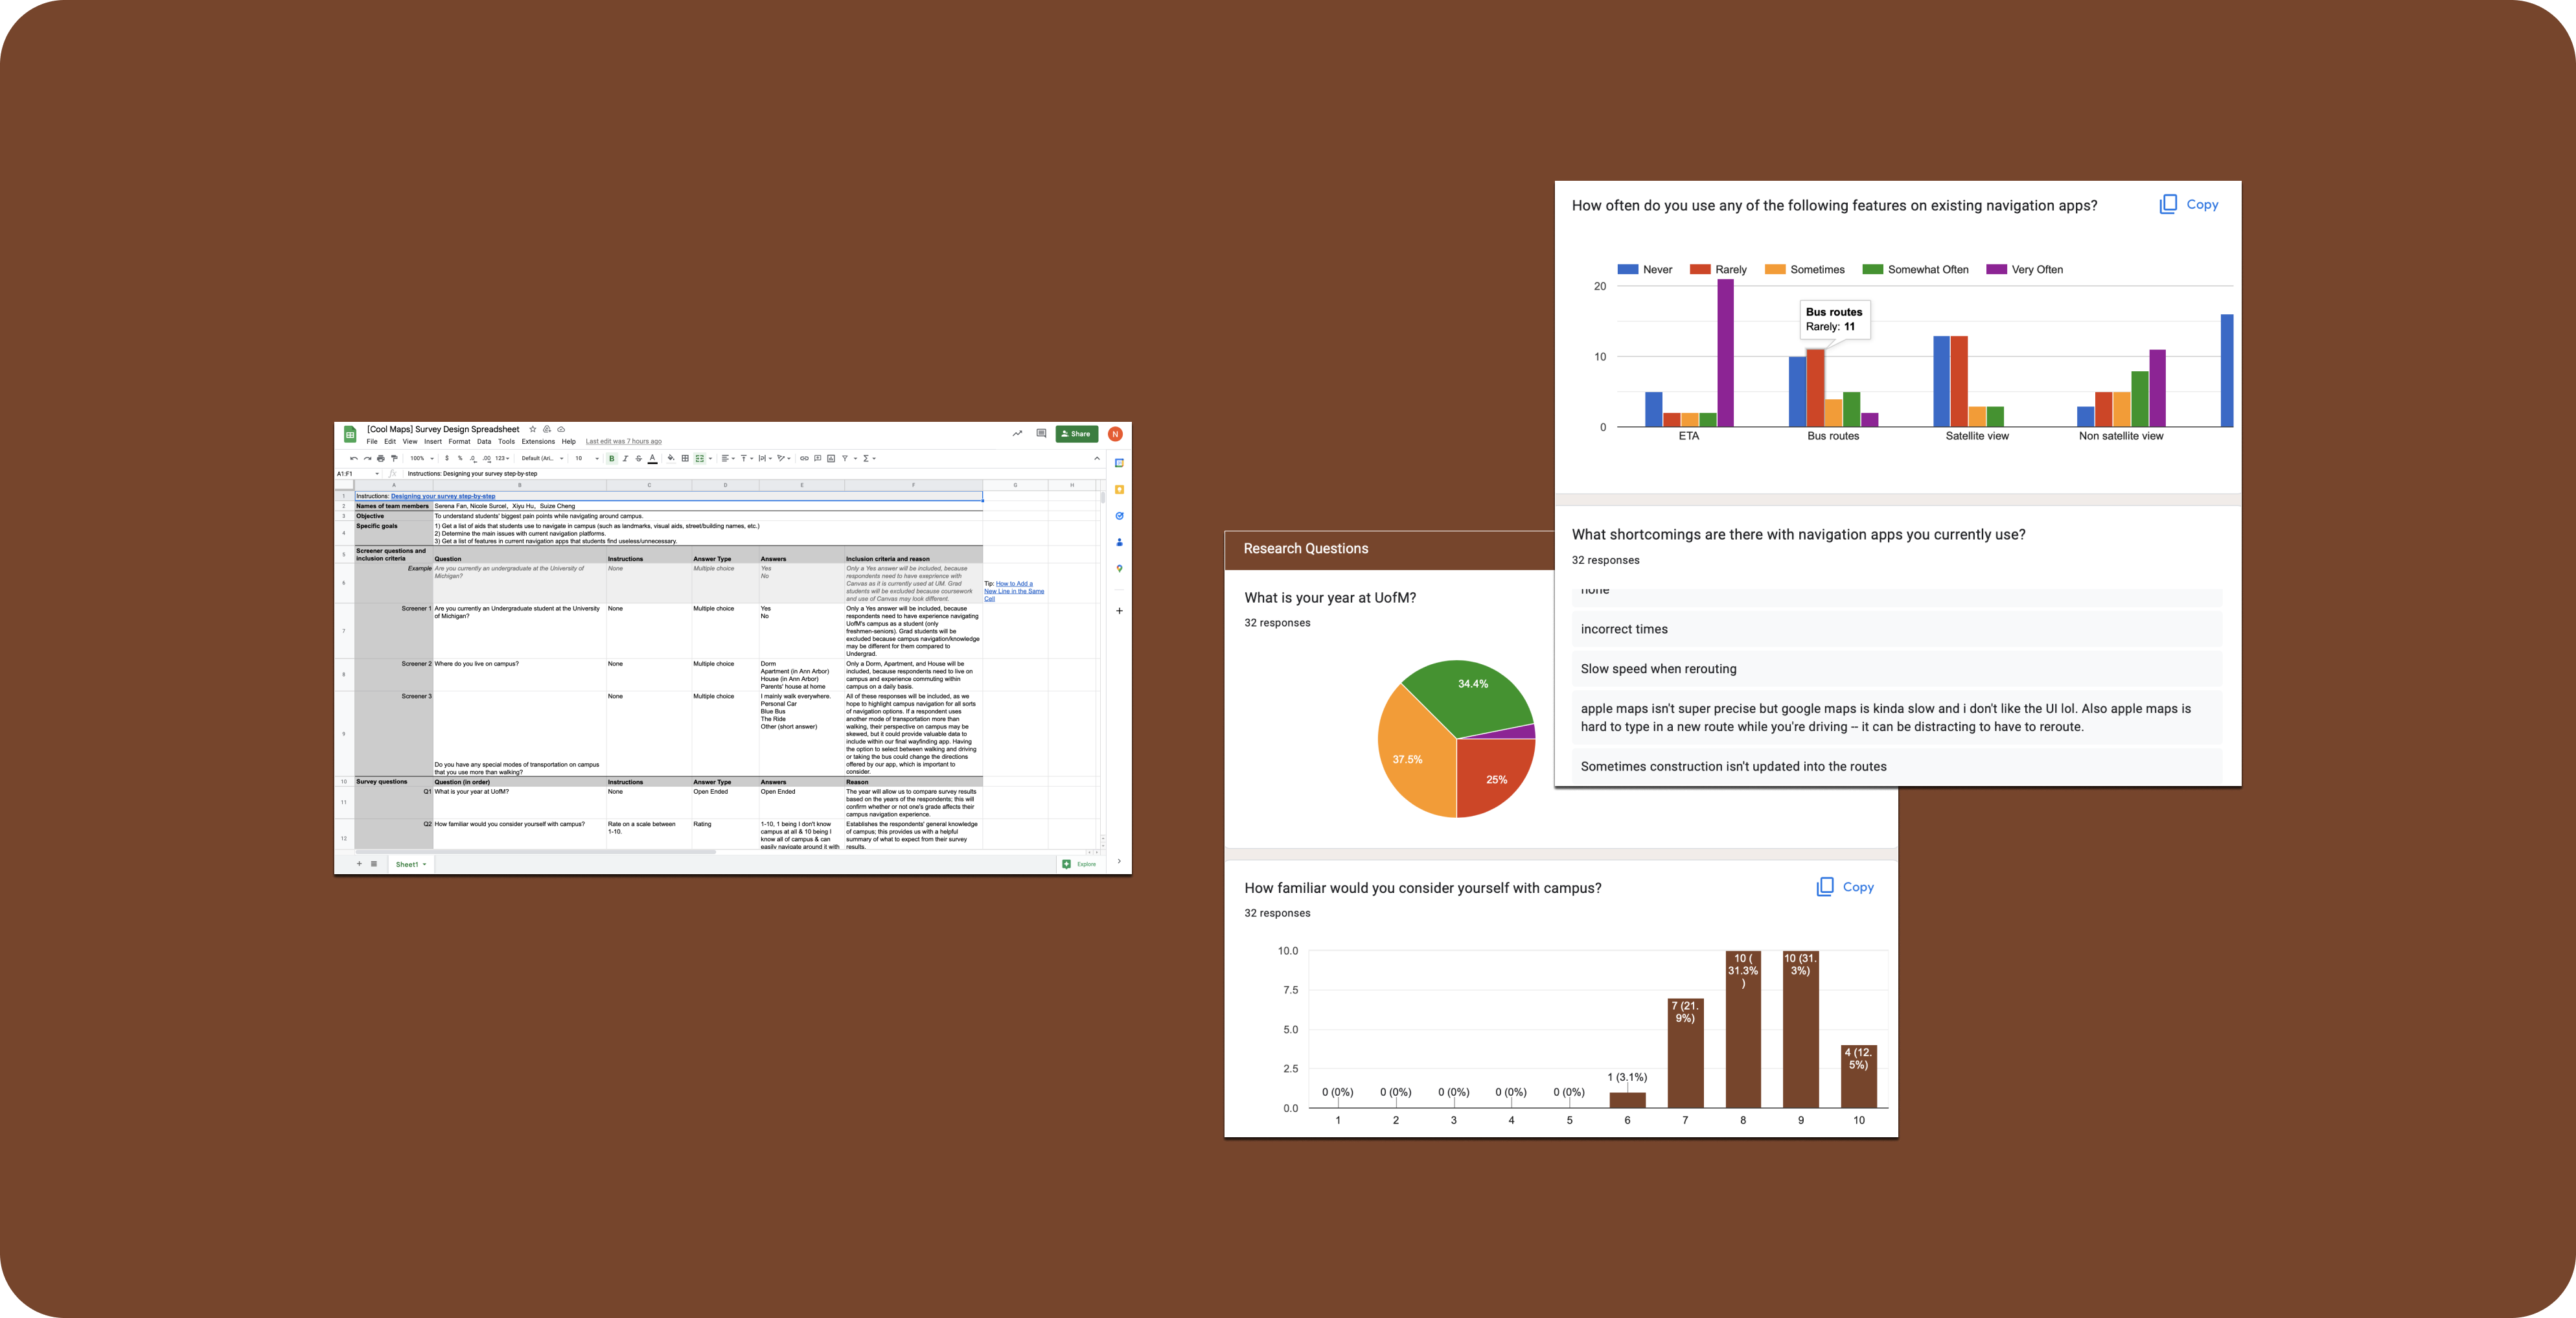 [Cool Maps] Survey Design Spreadsheet
File Edit View Insert Format Data Tools Extensions Help Last edit was 7 hours ago
Share
N
100% $ % .0 .00 123 Default (Ari... 10
A1:F1 fx Instructions: Designing your survey step-by-step
A B C D E F G H
1 Instructions: Designing your survey step-by-step
2 Names of team members Serena Fan, Nicole Surcel, Xiyu Hu, Suize Cheng
3 Objective To understand students' biggest pain points while navigating around campus.
4 Specific goals 1) Get a list of aids that students use to navigate in campus (such as landmarks, visual aids, street/building names, etc.)
2) Determine the main issues with current navigation platforms.
3) Get a list of features in current navigation apps that students find useless/unnecessary.
5 Screener questions and
inclusion criteria Question Instructions Answer Type Answers Inclusion criteria and reason
6 Example Are you currently an undergraduate at the University of
Michigan?
None
Multiple choice
Yes
No
Only a Yes answer will be included, because
respondents need to have exeprience with
Canvas as it is currently used at UM. Grad
students will be excluded because coursework
and use of Canvas may look different.
Tip: How to Add a
New Line in the Same
Cell
7 Screener 1 Are you currently an Undergraduate student at the University
of Michigan?
None
Multiple choice
Yes
No
Only a Yes answer will be included, because
respondents need to have experience navigating
UofM's campus as a student (only
freshmen-seniors). Grad students will be
excluded because campus navigation/knowledge
may be different for them compared to
Undergrad.
8 Screener 2 Where do you live on campus?
None
Multiple choice
Dorm
Apartment (in Ann Arbor)
House (in Ann Arbor)
Parents' house at home
Only a Dorm, Apartment, and House will be
included, because respondents need to live on
campus and experience commuting within
campus on a daily basis.
9 Screener 3
Do you have any special modes of transportation on campus
that you use more than walking?
None
Multiple choice
I mainly walk everywhere.
Personal Car
Blue Bus
The Ride
Other (short answer)
All of these responses will be included, as we
hope to highlight campus navigation for all sorts
of navigation options. If a respondent uses
another mode of transportation more than
walking, their perspective on campus may be
skewed, but it could provide valuable data to
include within our final wayfinding app. Having
the option to select between walking and driving
or taking the bus could change the directions
offered by our app, which is important to
consider.
10 Survey questions Question (in order) Instructions Answer Type Answers Reason
11 Q1 What is your year at UofM?
None
Open Ended
Open Ended
The year will allow us to compare survey results
based on the years of the respondents; this will
confirm whether or not one's grade affects their
campus navigation experience.
12 Q2 How familiar would you consider yourself with campus?
Rate on a scale between
1-10.
Rating
1-10, 1 being I don't know
campus at all & 10 being I
know all of campus & can
easily navigate around it with
Establishes the respondents' general knowledge
of campus; this provides us with a helpful
summary of what to expect from their survey
results.
Sheet1
Explore
How often do you use any of the following features on existing navigation apps?
Copy
Never Rarely Sometimes Somewhat Often Very Often
20
10
0
Bus routes
Rarely: 11
ETA Bus routes Satellite view Non satellite view
What shortcomings are there with navigation apps you currently use?
32 responses
none
incorrect times
Slow speed when rerouting
apple maps isn't super precise but google maps is kinda slow and i don't like the UI lol. Also apple maps is
hard to type in a new route while you're driving -- it can be distracting to have to reroute.
Sometimes construction isn't updated into the routes
Research Questions
What is your year at UofM?
32 responses
34.4%
37.5%
25%
How familiar would you consider yourself with campus?
Copy
32 responses
10.0
7.5
5.0
2.5
0.0
0 (0%) 0 (0%) 0 (0%) 0 (0%) 0 (0%)
1 (3.1%)
7 (21.
9%)
10 (
31.3%
)
10 (31.
3%)
4 (12.
5%)
1 2 3 4 5 6 7 8 9 10